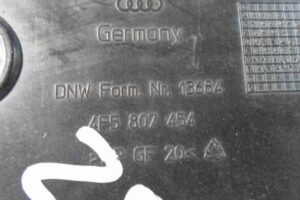 Germany
DNW Form. Nr. 13684
4F5 807 454
GF 20<